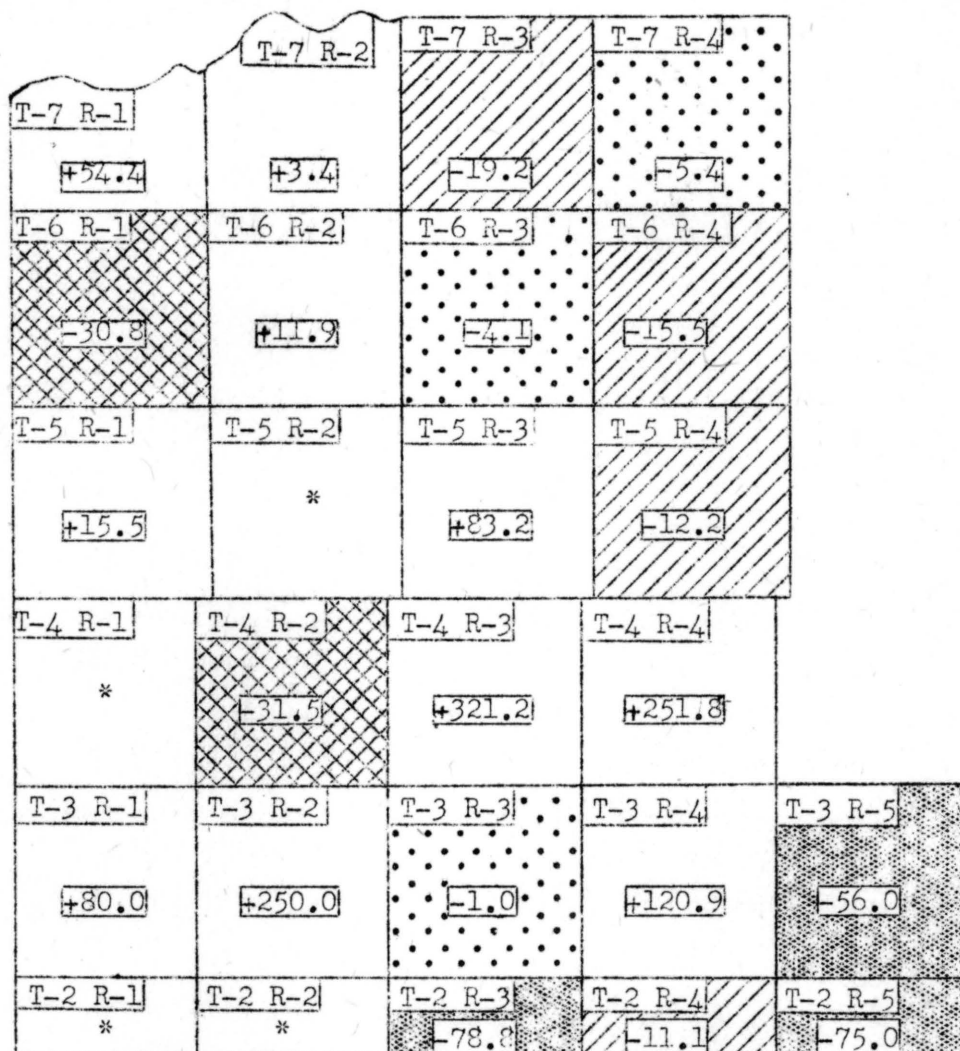 T-7 R-1
T-7 R-2
T-7 R-3
T-7 R-4
+54.4
+3.4
-19.2
-5.4
T-6 R-1
T-6 R-2
T-6 R-3
T-6 R-4
-30.8
+11.9
-4.1
-15.5
T-5 R-1
T-5 R-2
T-5 R-3
T-5 R-4
+15.5
*
+83.2
-12.2
T-4 R-1
T-4 R-2
T-4 R-3
T-4 R-4
*
-31.5
+321.2
+251.8
T-3 R-1
T-3 R-2
T-3 R-3
T-3 R-4
T-3 R-5
+80.0
+250.0
-1.0
+120.9
-56.0
T-2 R-1
T-2 R-2
T-2 R-3
T-2 R-4
T-2 R-5
*
*
-78.8
-11.1
-75.0